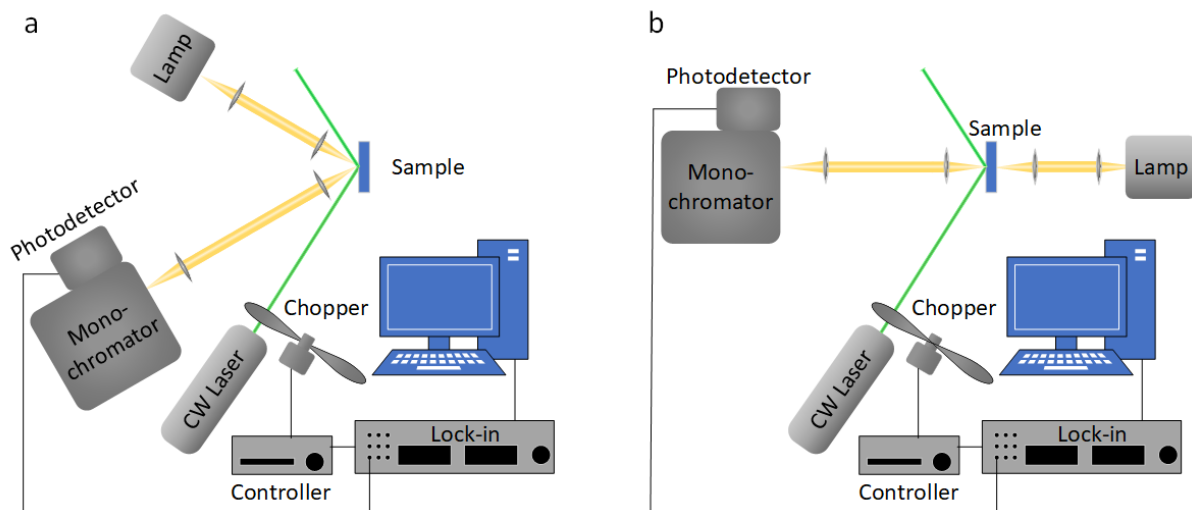 a
Lamp
Sample
Photodetector
Mono-
chromator
Chopper
CW Laser
Lock-in
Controller
b
Photodetector
Sample
Mono-
chromator
Lamp
Chopper
CW Laser
Lock-in
Controller